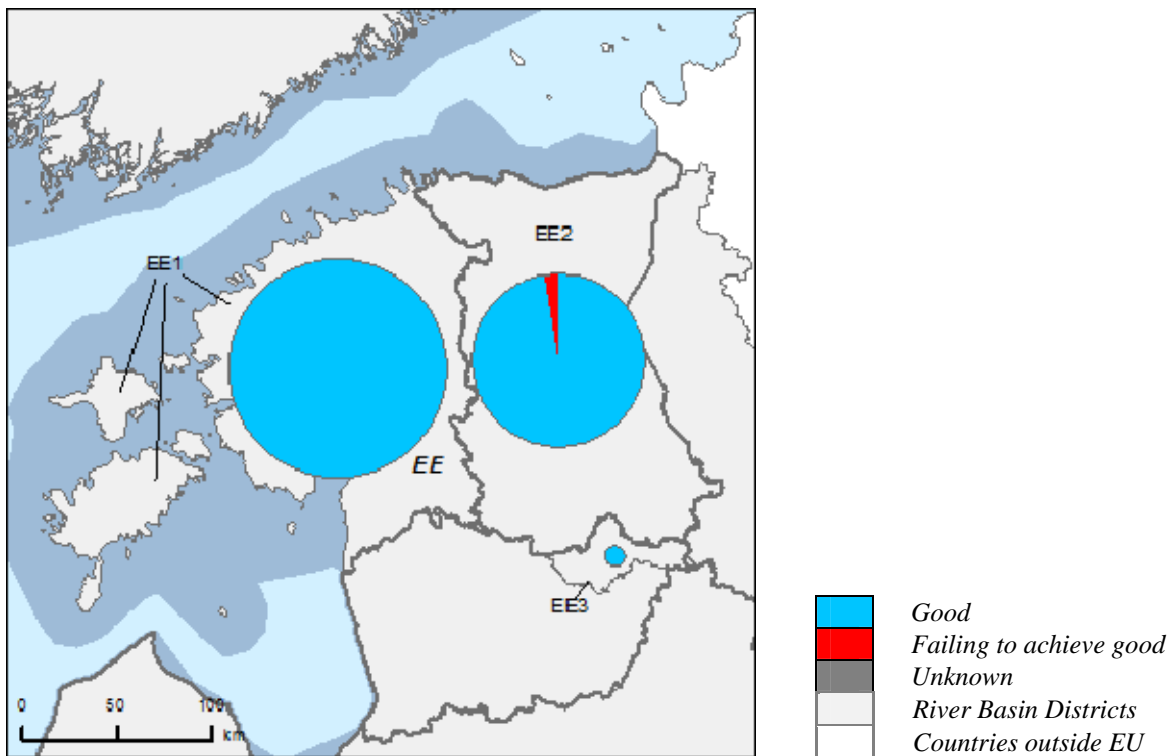 EE2
EE1
EE
EE3
0 50 100
km
Good
Failing to achieve good
Unknown
River Basin Districts
Countries outside EU